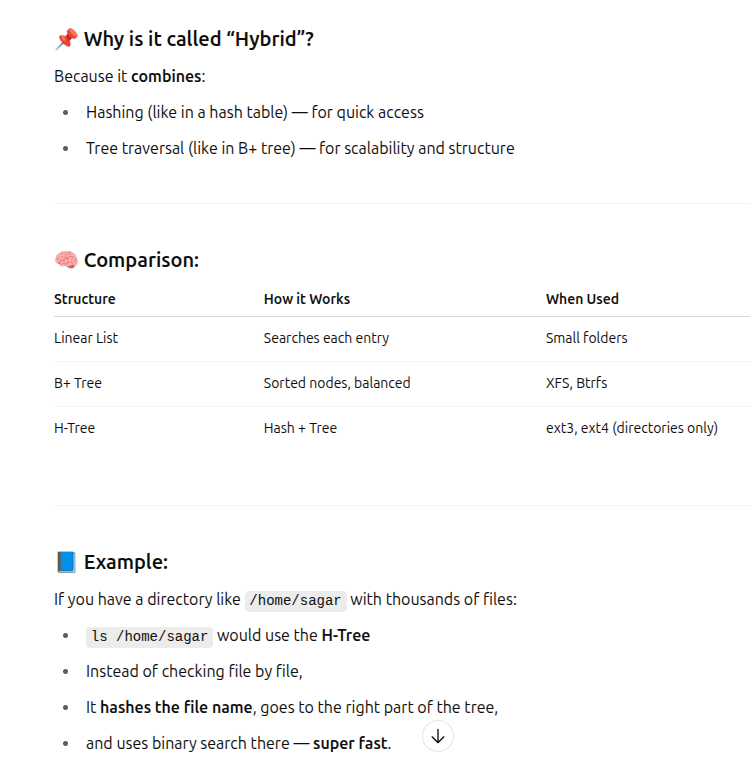 📌 Why is it called “Hybrid”?
Because it combines:
• Hashing (like in a hash table) — for quick access
• Tree traversal (like in B+ tree) — for scalability and structure
🧠 Comparison:
Structure How it Works When Used
Linear List Searches each entry Small folders
B+ Tree Sorted nodes, balanced XFS, Btrfs
H-Tree Hash + Tree ext3, ext4 (directories only)
📘 Example:
If you have a directory like /home/sagar with thousands of files:
• ls /home/sagar would use the H-Tree
• Instead of checking file by file,
• It hashes the file name, goes to the right part of the tree,
• and uses binary search there — super fast.